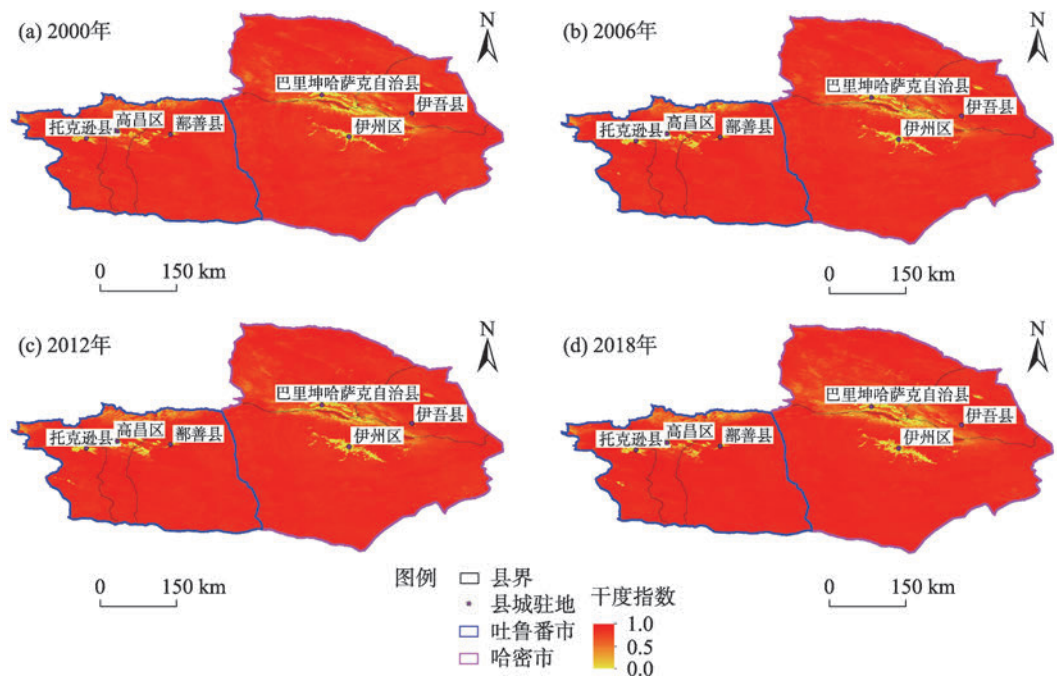 (a) 2000年
N
巴里坤哈萨克自治县
伊吾县
高昌区
托克逊县
鄯善县
伊州区
0 150 km
(b) 2006年
N
巴里坤哈萨克自治县
伊吾县
高昌区
托克逊县
鄯善县
伊州区
0 150 km
(c) 2012年
N
巴里坤哈萨克自治县
伊吾县
高昌区
托克逊县
鄯善县
伊州区
0 150 km
(d) 2018年
N
巴里坤哈萨克自治县
伊吾县
高昌区
托克逊县
鄯善县
伊州区
0 150 km
图例
县界
县城驻地
吐鲁番市
哈密市
干度指数
1.0
0.5
0.0